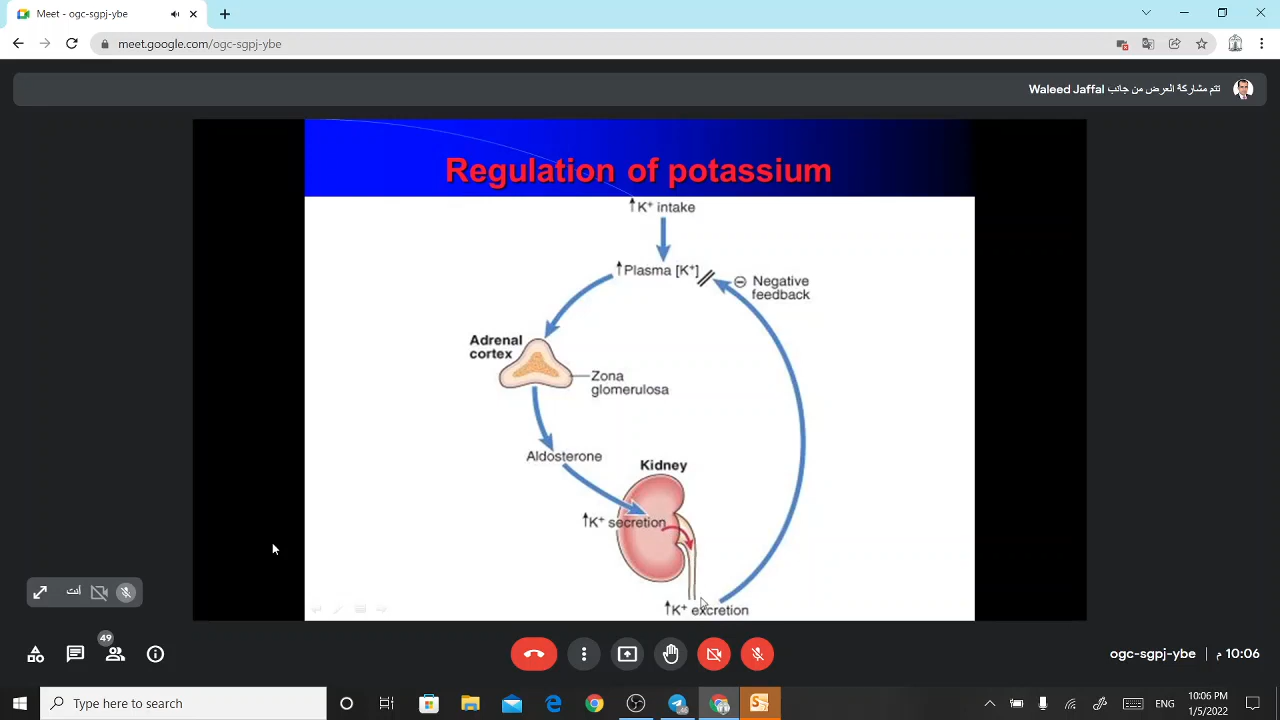 Meet - ogc-sgpj-ybe
meet.google.com/ogc-sgpj-ybe
تتم مشاركة العرض من جانب Waleed Jaffal
Regulation of potassium
↑K⁺ intake
↑Plasma [K⁺]
⊖ Negative
feedback
Adrenal
cortex
Zona
glomerulosa
Aldosterone
Kidney
↑K⁺ secretion
↑K⁺ excretion
أنت
49
ogc-sgpj-ybe
10:06 م
Type here to search
46
ENG
10:06 PM
1/5/2022